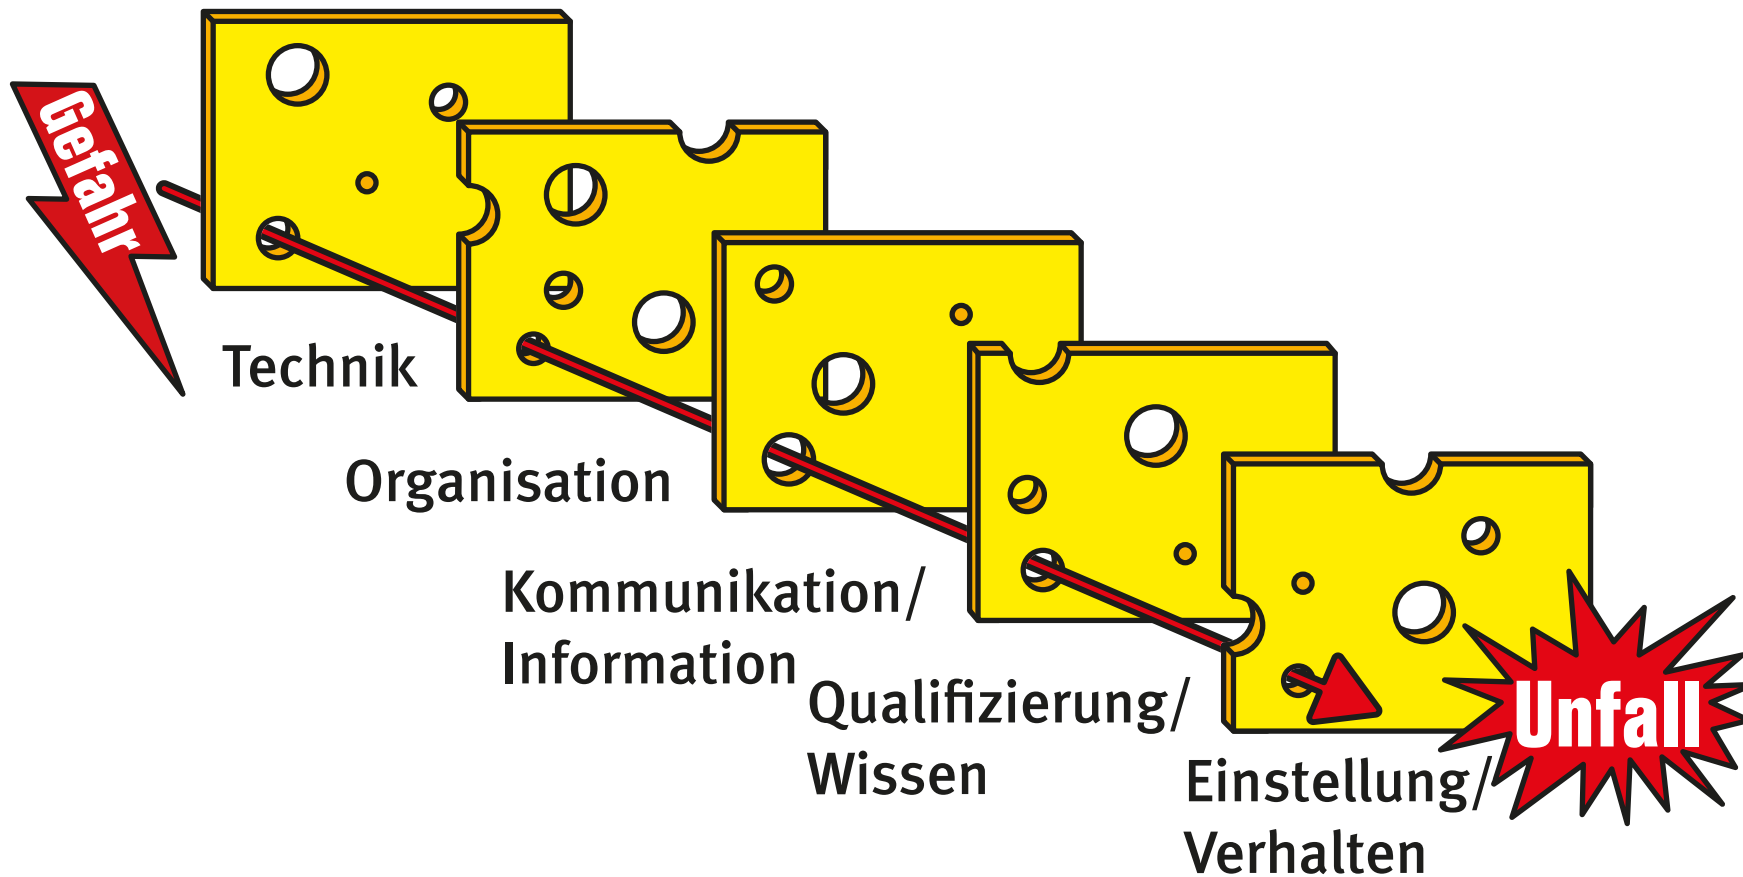 Gefahr
Technik
Organisation
Kommunikation/
Information
Qualifizierung/
Wissen
Einstellung/
Verhalten
Unfall